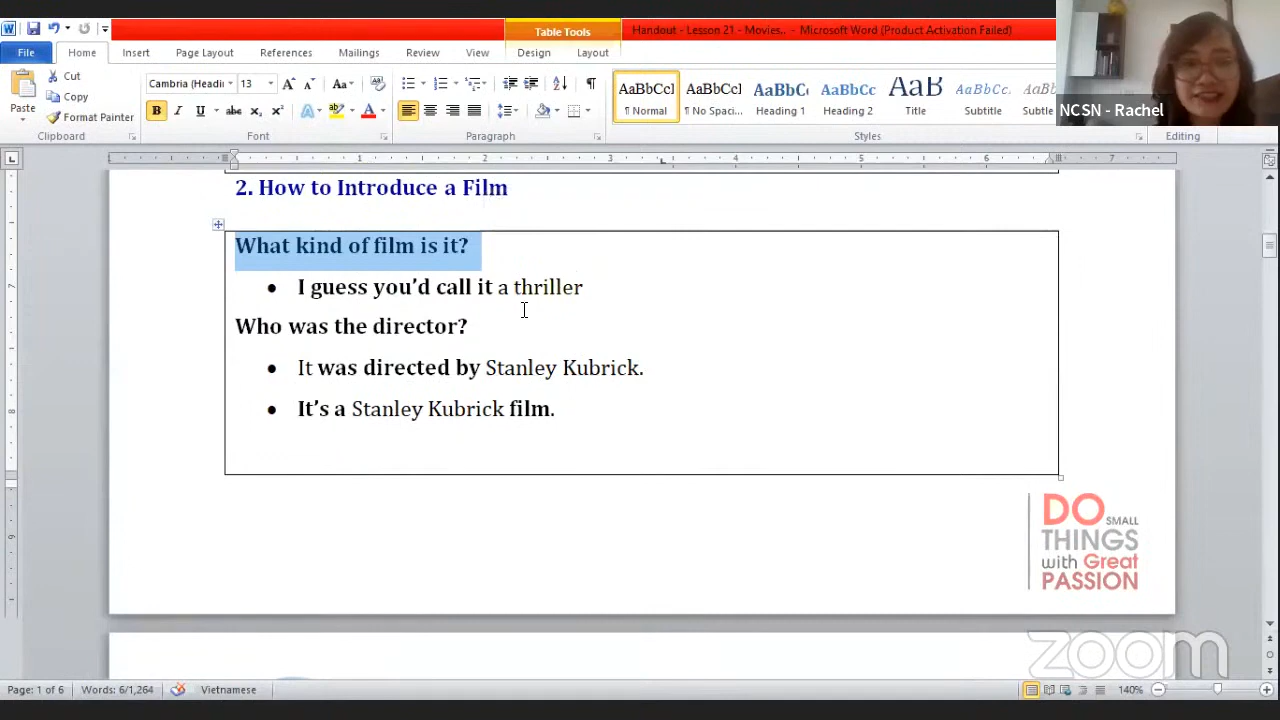 Table Tools
Handout - Lesson 21 - Movies.. - Microsoft Word (Product Activation Failed)
File Home Insert Page Layout References Mailings Review View Design Layout
Cut
Copy
Format Painter
Paste
Clipboard
Cambria (Headi 13
Font
Paragraph
AaBbCcI AaBbCcI AaBbC AaBbCc AaB AaBbCc.
¶ Normal ¶ No Spaci... Heading 1 Heading 2 Title Subtitle Subtle
Styles
Editing
NCSN - Rachel
2. How to Introduce a Film
What kind of film is it?
• I guess you’d call it a thriller
Who was the director?
• It was directed by Stanley Kubrick.
• It’s a Stanley Kubrick film.
DO SMALL
THINGS
with Great
PASSION
zoom
Page: 1 of 6 Words: 6/1,264 Vietnamese 140%